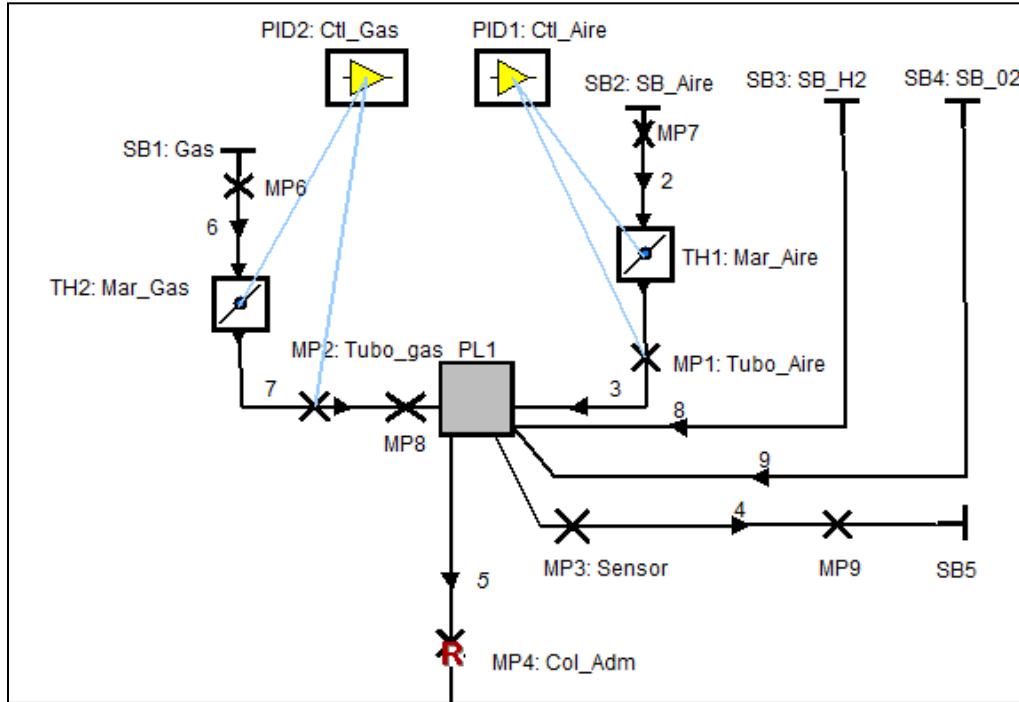 PID2: Ctl_Gas
PID1: Ctl_Aire
SB2: SB_Aire
SB3: SB_H2
SB4: SB_02
MP7
SB1: Gas
MP6
2
6
TH1: Mar_Aire
TH2: Mar_Gas
MP2: Tubo_gas
PL1
MP1: Tubo_Aire
7
3
8
MP8
9
4
MP3: Sensor
MP9
SB5
5
R
MP4: Col_Adm